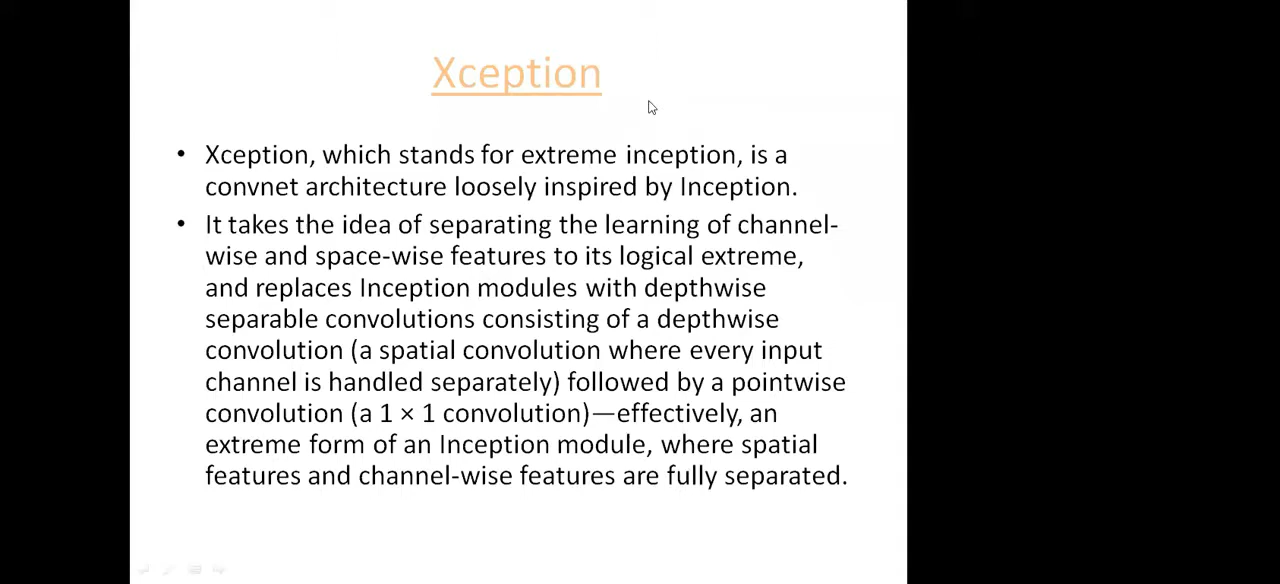 Xception
• Xception, which stands for extreme inception, is a
convnet architecture loosely inspired by Inception.
• It takes the idea of separating the learning of channel-
wise and space-wise features to its logical extreme,
and replaces Inception modules with depthwise
separable convolutions consisting of a depthwise
convolution (a spatial convolution where every input
channel is handled separately) followed by a pointwise
convolution (a 1 × 1 convolution)—effectively, an
extreme form of an Inception module, where spatial
features and channel-wise features are fully separated.